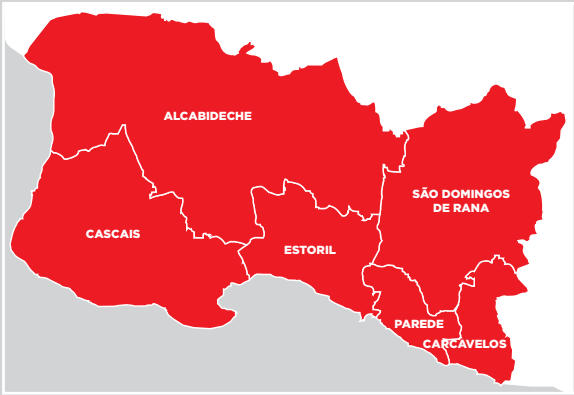 ALCABIDECHE
SÃO DOMINGOS
DE RANA
CASCAIS
ESTORIL
PAREDE
CARCAVELOS